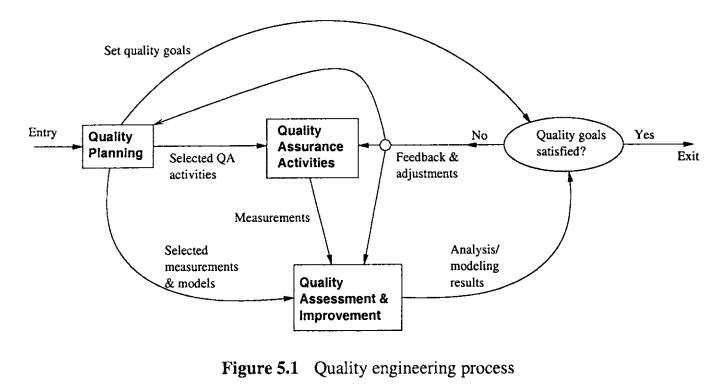 Set quality goals
Entry
Quality
Planning
Selected QA
activities
Quality
Assurance
Activities
No
Feedback &
adjustments
Quality goals
satisfied?
Yes
Exit
Measurements
Selected
measurements
& models
Analysis/
modeling
results
Quality
Assessment &
Improvement
Figure 5.1 Quality engineering process